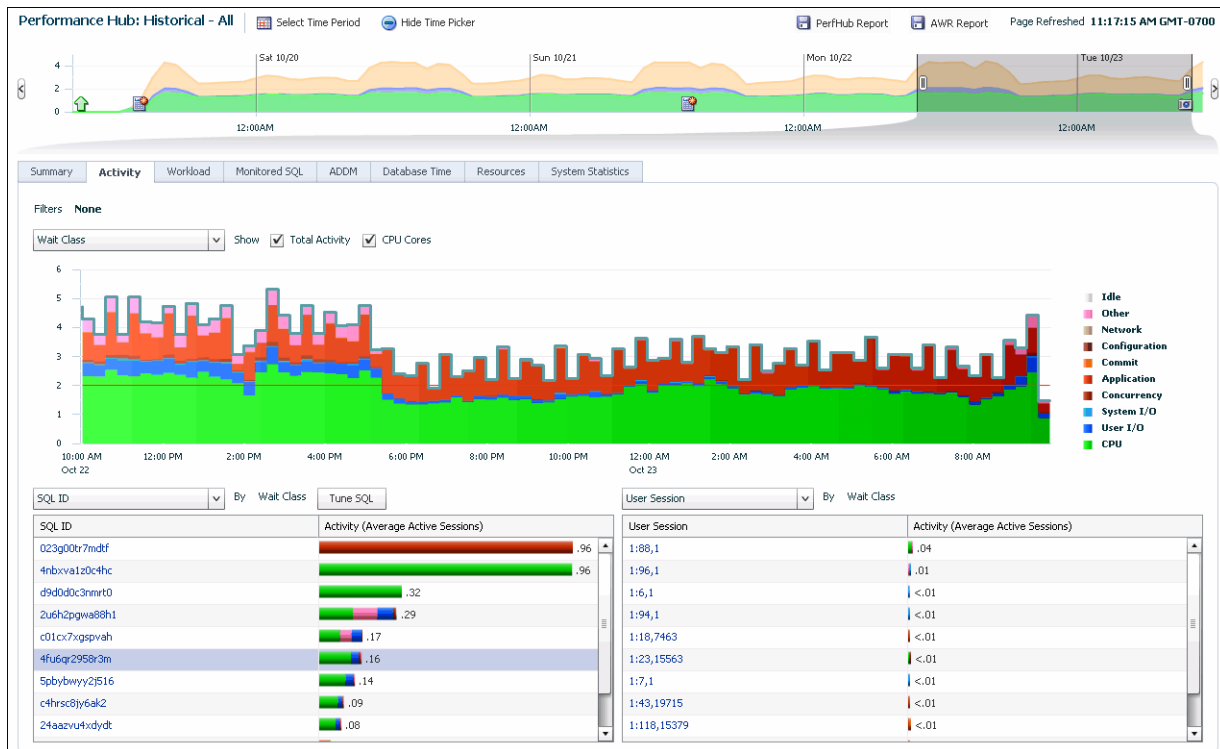 Performance Hub: Historical - All
Select Time Period
Hide Time Picker
PerfHub Report
AWR Report
Page Refreshed 11:17:15 AM GMT-0700
4
2
0
Sat 10/20
Sun 10/21
Mon 10/22
Tue 10/23
12:00AM
12:00AM
12:00AM
12:00AM
Summary
Activity
Workload
Monitored SQL
ADDM
Database Time
Resources
System Statistics
Filters None
Wait Class
Show
Total Activity
CPU Cores
6
5
4
3
2
1
0
10:00 AM
Oct 22
12:00 PM
2:00 PM
4:00 PM
6:00 PM
8:00 PM
10:00 PM
12:00 AM
Oct 23
2:00 AM
4:00 AM
6:00 AM
8:00 AM
Idle
Other
Network
Configuration
Commit
Application
Concurrency
System I/O
User I/O
CPU
SQL ID
By Wait Class
Tune SQL
SQL ID
Activity (Average Active Sessions)
023g00tr7mdtf .96
4nbxva1z0c4hc .96
d9d0d0c3nmrt0 .32
2u6h2pgwa88h1 .29
c01cx7xgspvah .17
4fu6qr2958r3m .16
5pbybwyy2j516 .14
c4hrsc8jy6ak2 .09
24aazvu4xdydt .08
User Session
By Wait Class
User Session
Activity (Average Active Sessions)
1:88,1 .04
1:96,1 .01
1:6,1 <.01
1:94,1 <.01
1:18,7463 <.01
1:23,15563 <.01
1:7,1 <.01
1:43,19715 <.01
1:118,15379 <.01